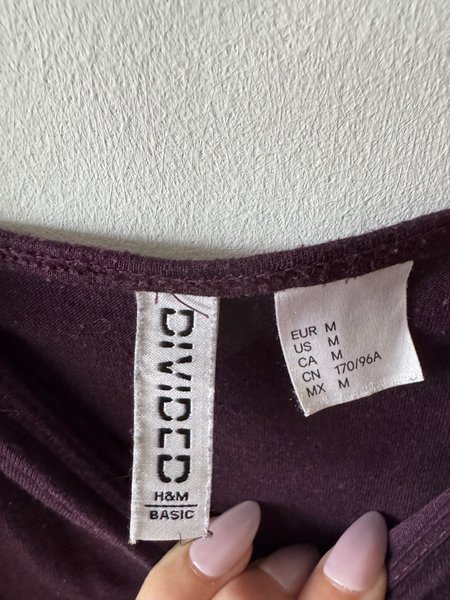 DIVIDED
H&M
BASIC
EUR M
US M
CA M
CN 170/96A
MX M